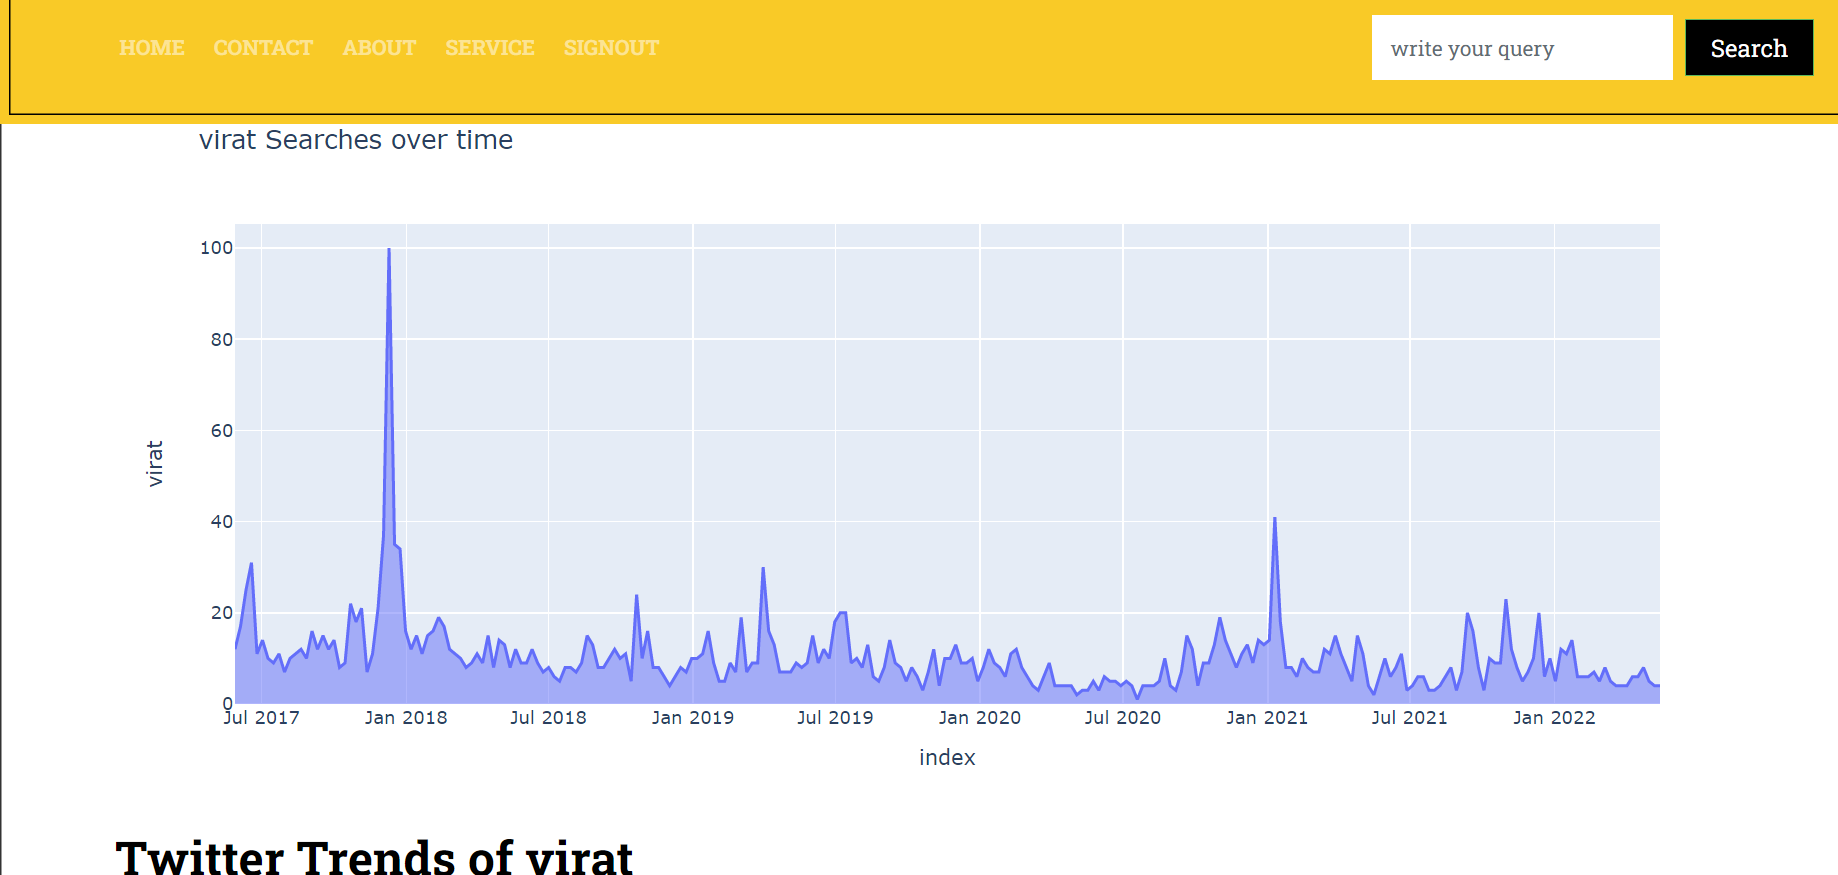 HOME CONTACT ABOUT SERVICE SIGNOUT write your query Search
virat Searches over time
100
80
60
40
20
0
virat
Jul 2017 Jan 2018 Jul 2018 Jan 2019 Jul 2019 Jan 2020 Jul 2020 Jan 2021 Jul 2021 Jan 2022
index
Twitter Trends of virat